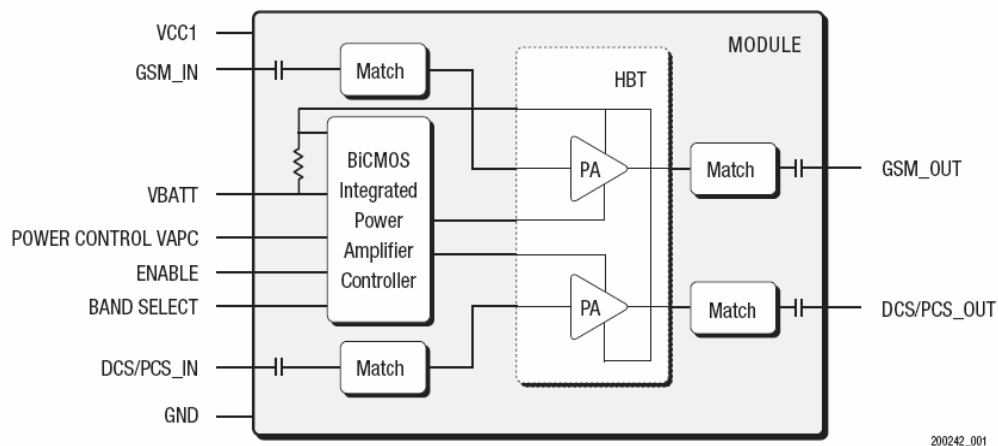 VCC1
GSM_IN
VBATT
POWER CONTROL VAPC
ENABLE
BAND SELECT
DCS/PCS_IN
GND
MODULE
Match
BiCMOS
Integrated
Power
Amplifier
Controller
Match
HBT
PA
PA
Match
Match
GSM_OUT
DCS/PCS_OUT
200242_001